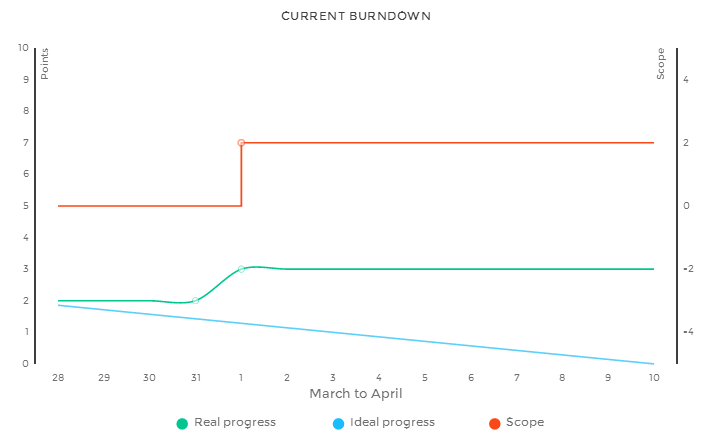 CURRENT BURNDOWN
Points
Scope
10
9
8
7
6
5
4
3
2
1
0
4
2
0
-2
-4
28 29 30 31 1 2 3 4 5 6 7 8 9 10
March to April
Real progress Ideal progress Scope